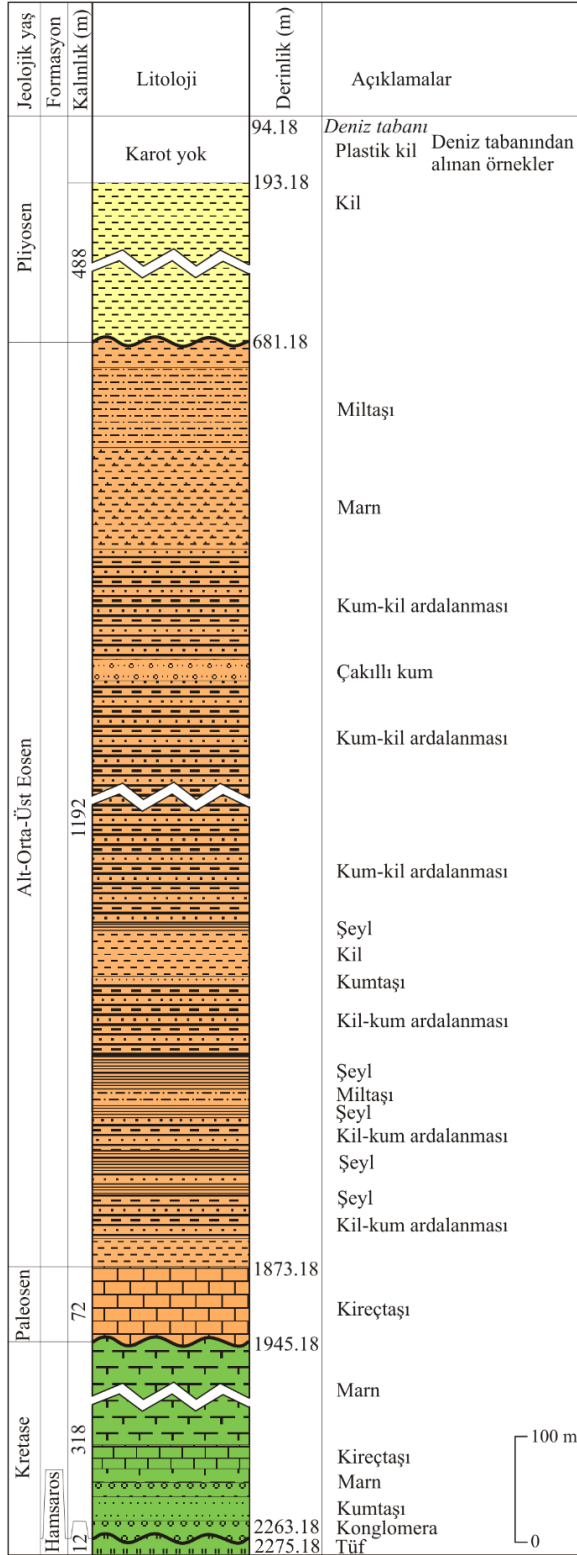 Jeolojik yaş
Formasyon
Kalınlık (m)
Litoloji
Derinlik (m)
Açıklamalar
94.18
Deniz tabanı
Karot yok
Plastik kil
Deniz tabanından
alınan örnekler
193.18
Kil
Pliyosen
488
681.18
Miltaşı
Marn
Kum-kil ardalanması
Çakıllı kum
Kum-kil ardalanması
Alt-Orta-Üst Eosen
1192
Kum-kil ardalanması
Şeyl
Kil
Kumtaşı
Kil-kum ardalanması
Şeyl
Miltaşı
Şeyl
Kil-kum ardalanması
Şeyl
Şeyl
Kil-kum ardalanması
1873.18
Paleosen
72
Kireçtaşı
1945.18
Marn
Kretase
318
100 m
Kireçtaşı
Marn
Kumtaşı
Hamsaros
2263.18
Konglomera
12
2275.18
Tüf
0